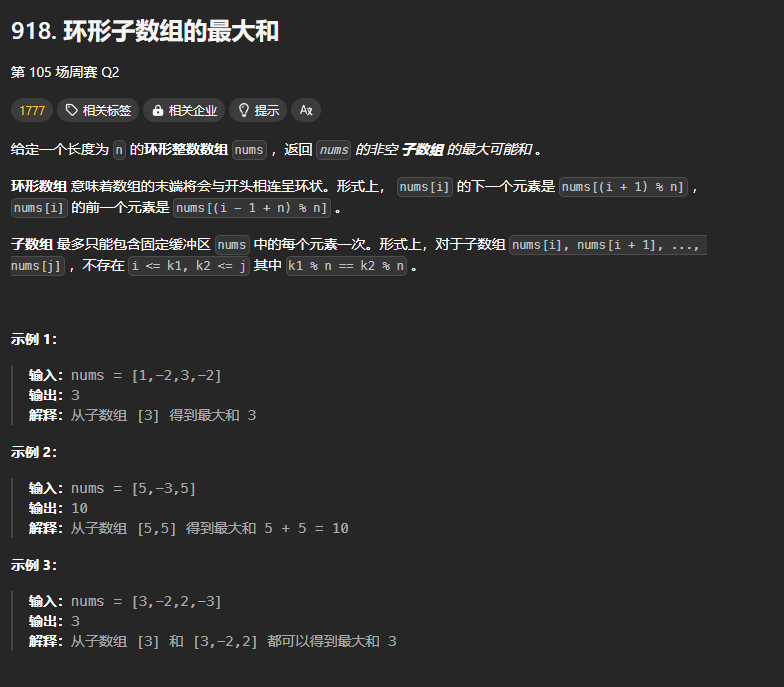 918. 环形子数组的最大和
第 105 场周赛 Q2
1777 相关标签 相关企业 提示 Az
给定一个长度为 n 的环形整数数组 nums ，返回 nums 的非空 子数组 的最大可能和 。
环形数组 意味着数组的末端将会与开头相连呈环状。形式上， nums[i] 的下一个元素是 nums[(i + 1) % n] ，
nums[i] 的前一个元素是 nums[(i - 1 + n) % n] 。
子数组 最多只能包含固定缓冲区 nums 中的每个元素一次。形式上，对于子数组 nums[i], nums[i + 1], ...,
nums[j] ，不存在 i <= k1, k2 <= j 其中 k1 % n == k2 % n 。
示例 1：
输入：nums = [1,-2,3,-2]
输出：3
解释：从子数组 [3] 得到最大和 3
示例 2：
输入：nums = [5,-3,5]
输出：10
解释：从子数组 [5,5] 得到最大和 5 + 5 = 10
示例 3：
输入：nums = [3,-2,2,-3]
输出：3
解释：从子数组 [3] 和 [3,-2,2] 都可以得到最大和 3